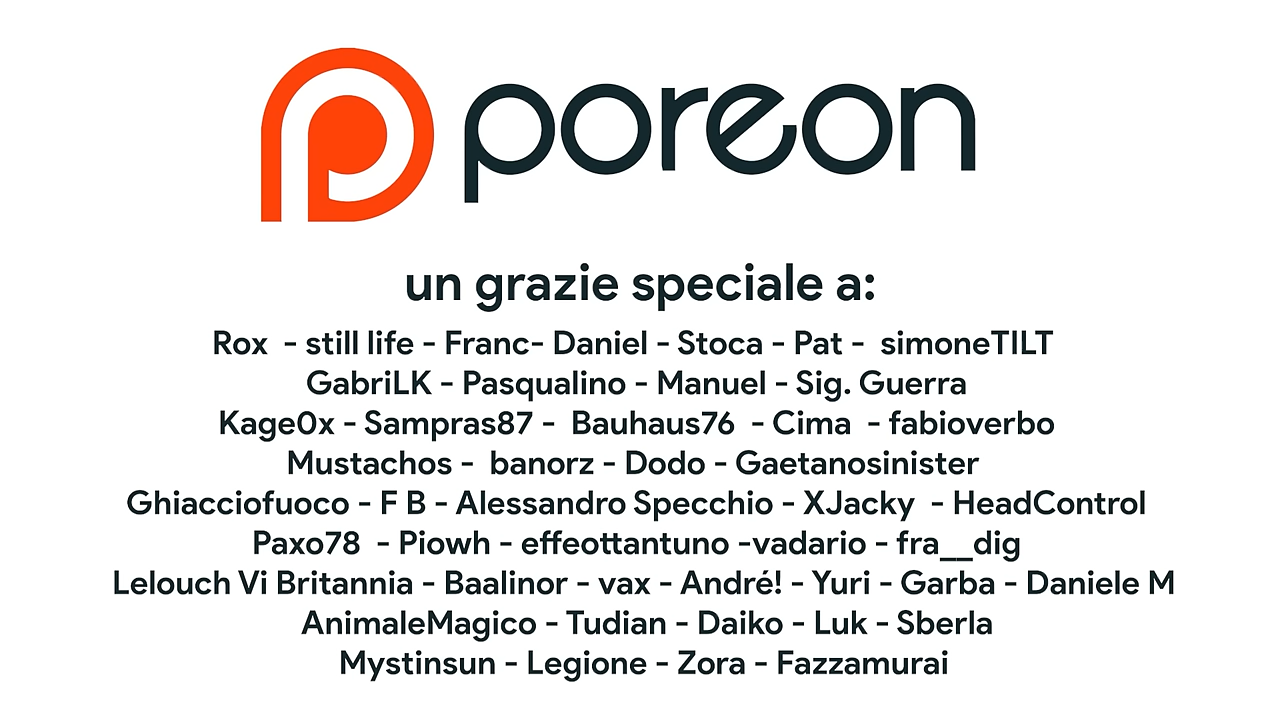 poreon
un grazie speciale a:
Rox - still life - Franc- Daniel - Stoca - Pat - simoneTILT
GabriLK - Pasqualino - Manuel - Sig. Guerra
Kage0x - Sampras87 - Bauhaus76 - Cima - fabioverbo
Mustachos - banorz - Dodo - Gaetanosinister
Ghiacciofuoco - F B - Alessandro Specchio - XJacky - HeadControl
Paxo78 - Piowh - effeottantuno -vadario - fra__dig
Lelouch Vi Britannia - Baalinor - vax - André! - Yuri - Garba - Daniele M
AnimaleMagico - Tudian - Daiko - Luk - Sberla
Mystinsun - Legione - Zora - Fazzamurai